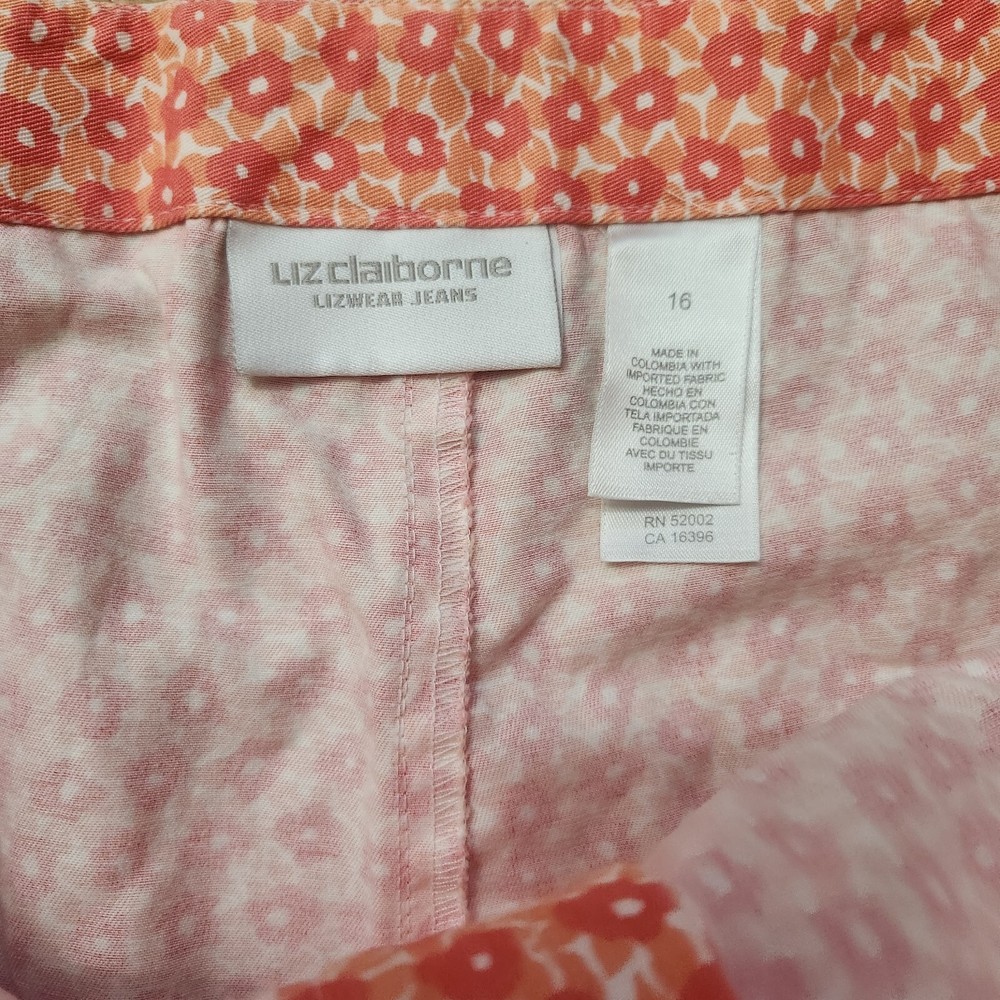 Liz claiborne
LIZWEAR JEANS
16
MADE IN
COLOMBIA WITH
IMPORTED FABRIC
HECHO EN
COLOMBIA CON
TELA IMPORTADA
FABRIQUE EN
COLOMBIE
AVEC DU TISSU
IMPORTE
RN 52002
CA 16396